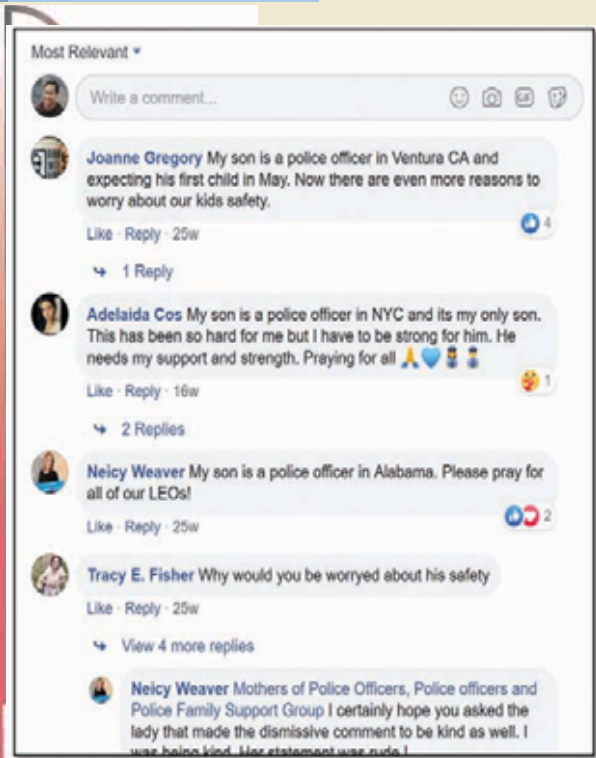 Most Relevant
Write a comment...
GIF
Joanne Gregory My son is a police officer in Ventura CA and
expecting his first child in May. Now there are even more reasons to
worry about our kids safety.
4
Like · Reply · 25w
1 Reply
Adelaida Cos My son is a police officer in NYC and its my only son.
This has been so hard for me but I have to be strong for him. He
needs my support and strength. Praying for all 🙏💙👮‍♀️👮‍♂️
1
Like · Reply · 16w
2 Replies
Neicy Weaver My son is a police officer in Alabama. Please pray for
all of our LEOs!
2
Like · Reply · 25w
Tracy E. Fisher Why would you be worryed about his safety
Like · Reply · 25w
View 4 more replies
Neicy Weaver Mothers of Police Officers, Police officers and
Police Family Support Group I certainly hope you asked the
lady that made the dismissive comment to be kind as well. I
was being kind. Her statement was rude !